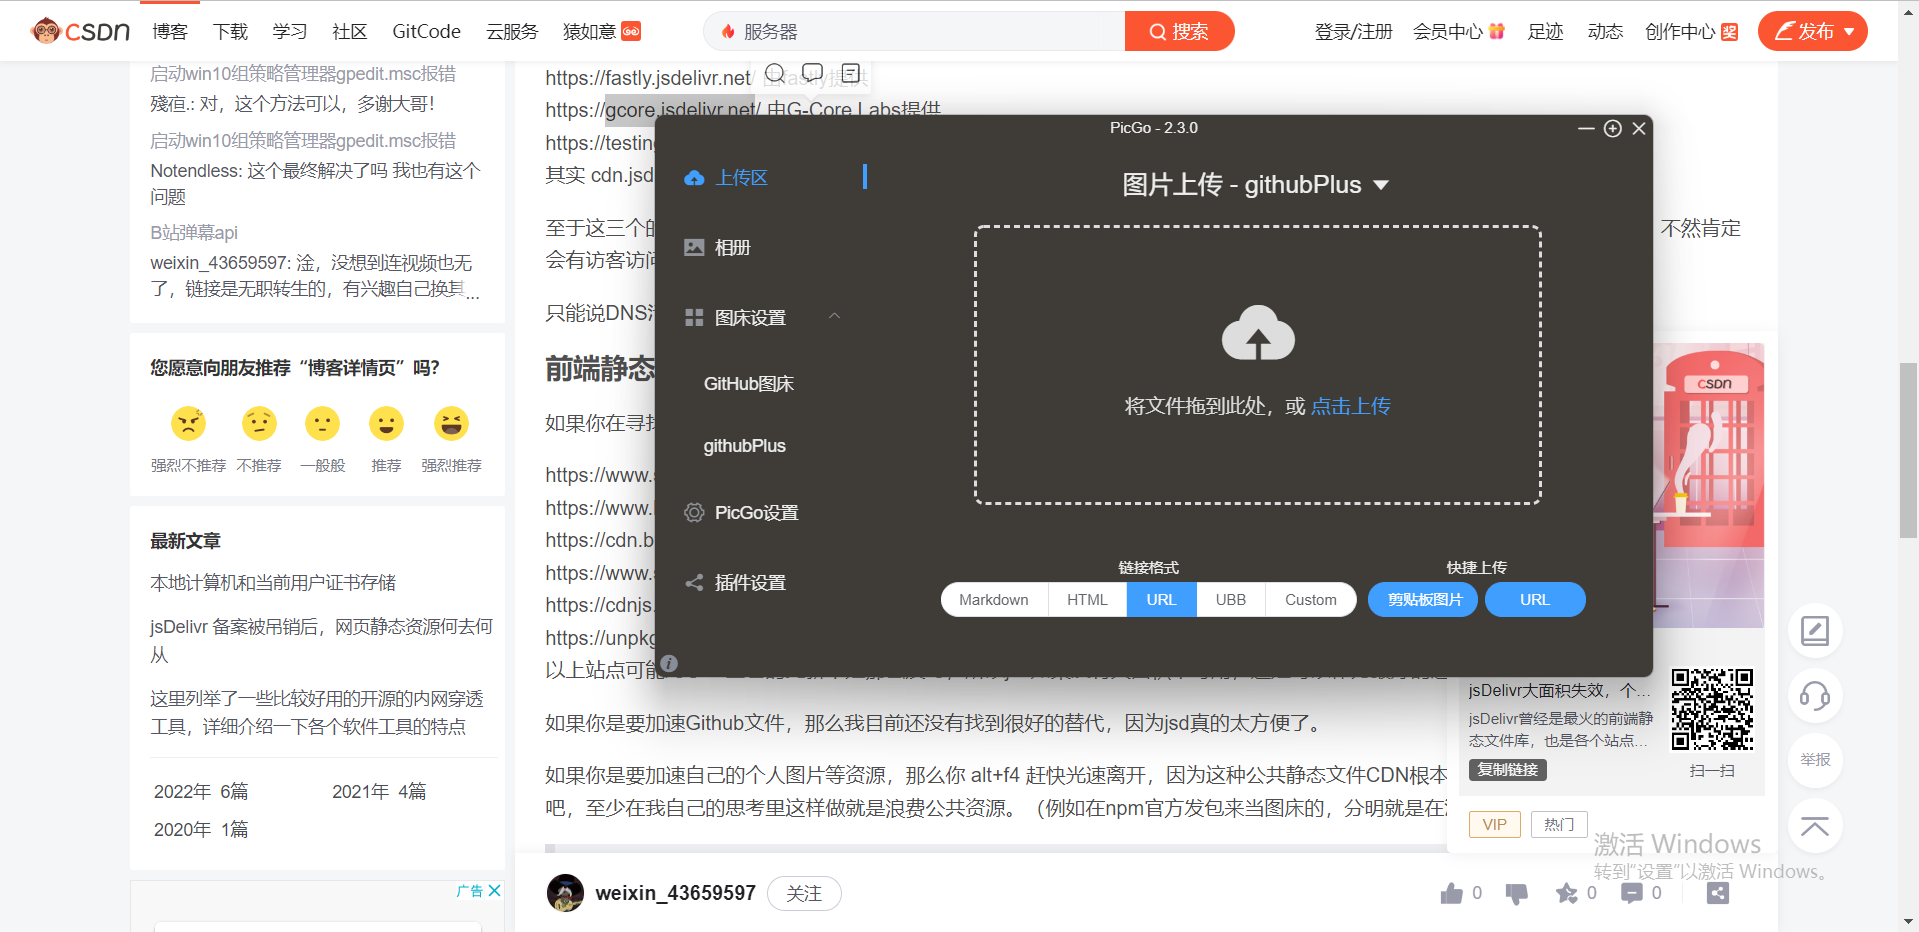 CSDN 博客 下载 学习 社区 GitCode 云服务 猿如意 服务器 搜索 登录/注册 会员中心 足迹 动态 创作中心 奖 发布
启动win10组策略管理器gpedit.msc报错
殘疸.: 对，这个方法可以，多谢大哥！
启动win10组策略管理器gpedit.msc报错
Notendless: 这个最终解决了吗 我也有这个
问题
B站弹幕api
weixin_43659597: 淦，没想到连视频也无
了，链接是无职转生的，有兴趣自己换其...
您愿意向朋友推荐“博客详情页”吗？
强烈不推荐 不推荐 一般般 推荐 强烈推荐
最新文章
本地计算机和当前用户证书存储
jsDelivr 备案被吊销后，网页静态资源何去何
从
这里列举了一些比较好用的开源的内网穿透
工具，详细介绍一下各个软件工具的特点
2022年 6篇 2021年 4篇
2020年 1篇
广告
https://fastly.jsdelivr.net/ 由fastly提供
https://gcore.jsdelivr.net/ 由G-Core Labs提供
https://testing
其实 cdn.jsd
至于这三个的
不然肯定
会有访客访问
只能说DNS污
前端静态
如果你在寻找
https://www.s
https://www.
https://cdn.b
https://www.s
https://cdnjs.
https://unpkg
以上站点可能
如果你是要加速Github文件，那么我目前还没有找到很好的替代，因为jsd真的太方便了。
如果你是要加速自己的个人图片等资源，那么你 alt+f4 赶快光速离开，因为这种公共静态文件CDN根本
吧，至少在我自己的思考里这样做就是浪费公共资源。（例如在npm官方发包来当图床的，分明就是在
weixin_43659597 关注
0 0 0
PicGo - 2.3.0
上传区
相册
图床设置
GitHub图床
githubPlus
PicGo设置
插件设置
图片上传 - githubPlus
将文件拖到此处，或 点击上传
链接格式 快捷上传
Markdown HTML URL UBB Custom 剪贴板图片 URL
CSDN
jsDelivr大面积失效，个...
jsDelivr曾经是最火的前端静
态文件库，也是各个站点...
复制链接
扫一扫
VIP 热门
举报
激活 Windows
转到“设置”以激活 Windows。